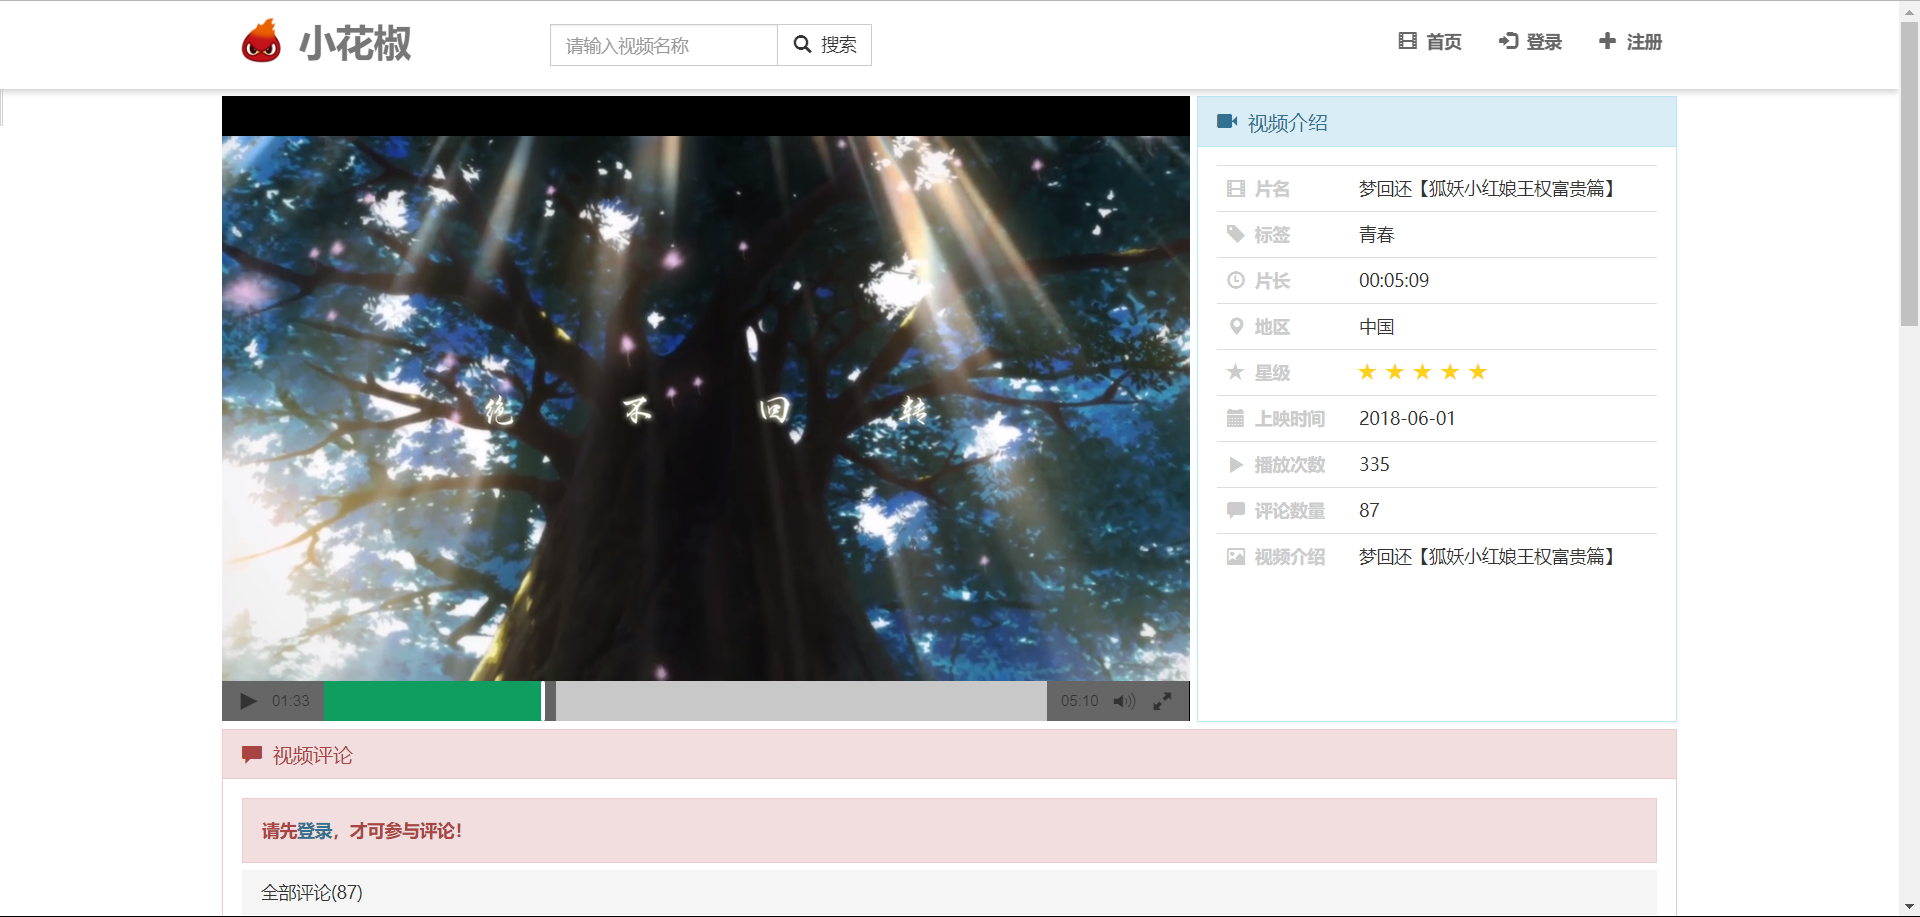 小花椒
请输入视频名称
搜索
首页
登录
注册
绝不回转
01:33
05:10
视频介绍
片名 梦回还【狐妖小红娘王权富贵篇】
标签 青春
片长 00:05:09
地区 中国
星级 ★ ★ ★ ★ ★
上映时间 2018-06-01
播放次数 335
评论数量 87
视频介绍 梦回还【狐妖小红娘王权富贵篇】
视频评论
请先登录，才可参与评论！
全部评论(87)